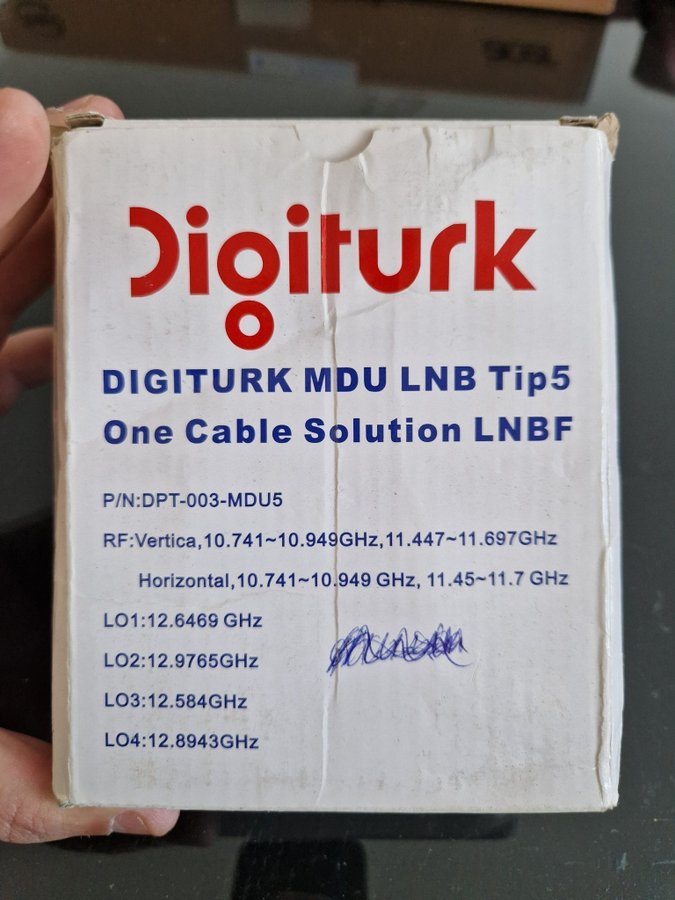 Digiturk
DIGITURK MDU LNB Tip5
One Cable Solution LNBF
P/N:DPT-003-MDU5
RF:Vertica,10.741~10.949GHz,11.447~11.697GHz
Horizontal,10.741~10.949 GHz, 11.45~11.7 GHz
LO1:12.6469 GHz
LO2:12.9765GHz
LO3:12.584GHz
LO4:12.8943GHz